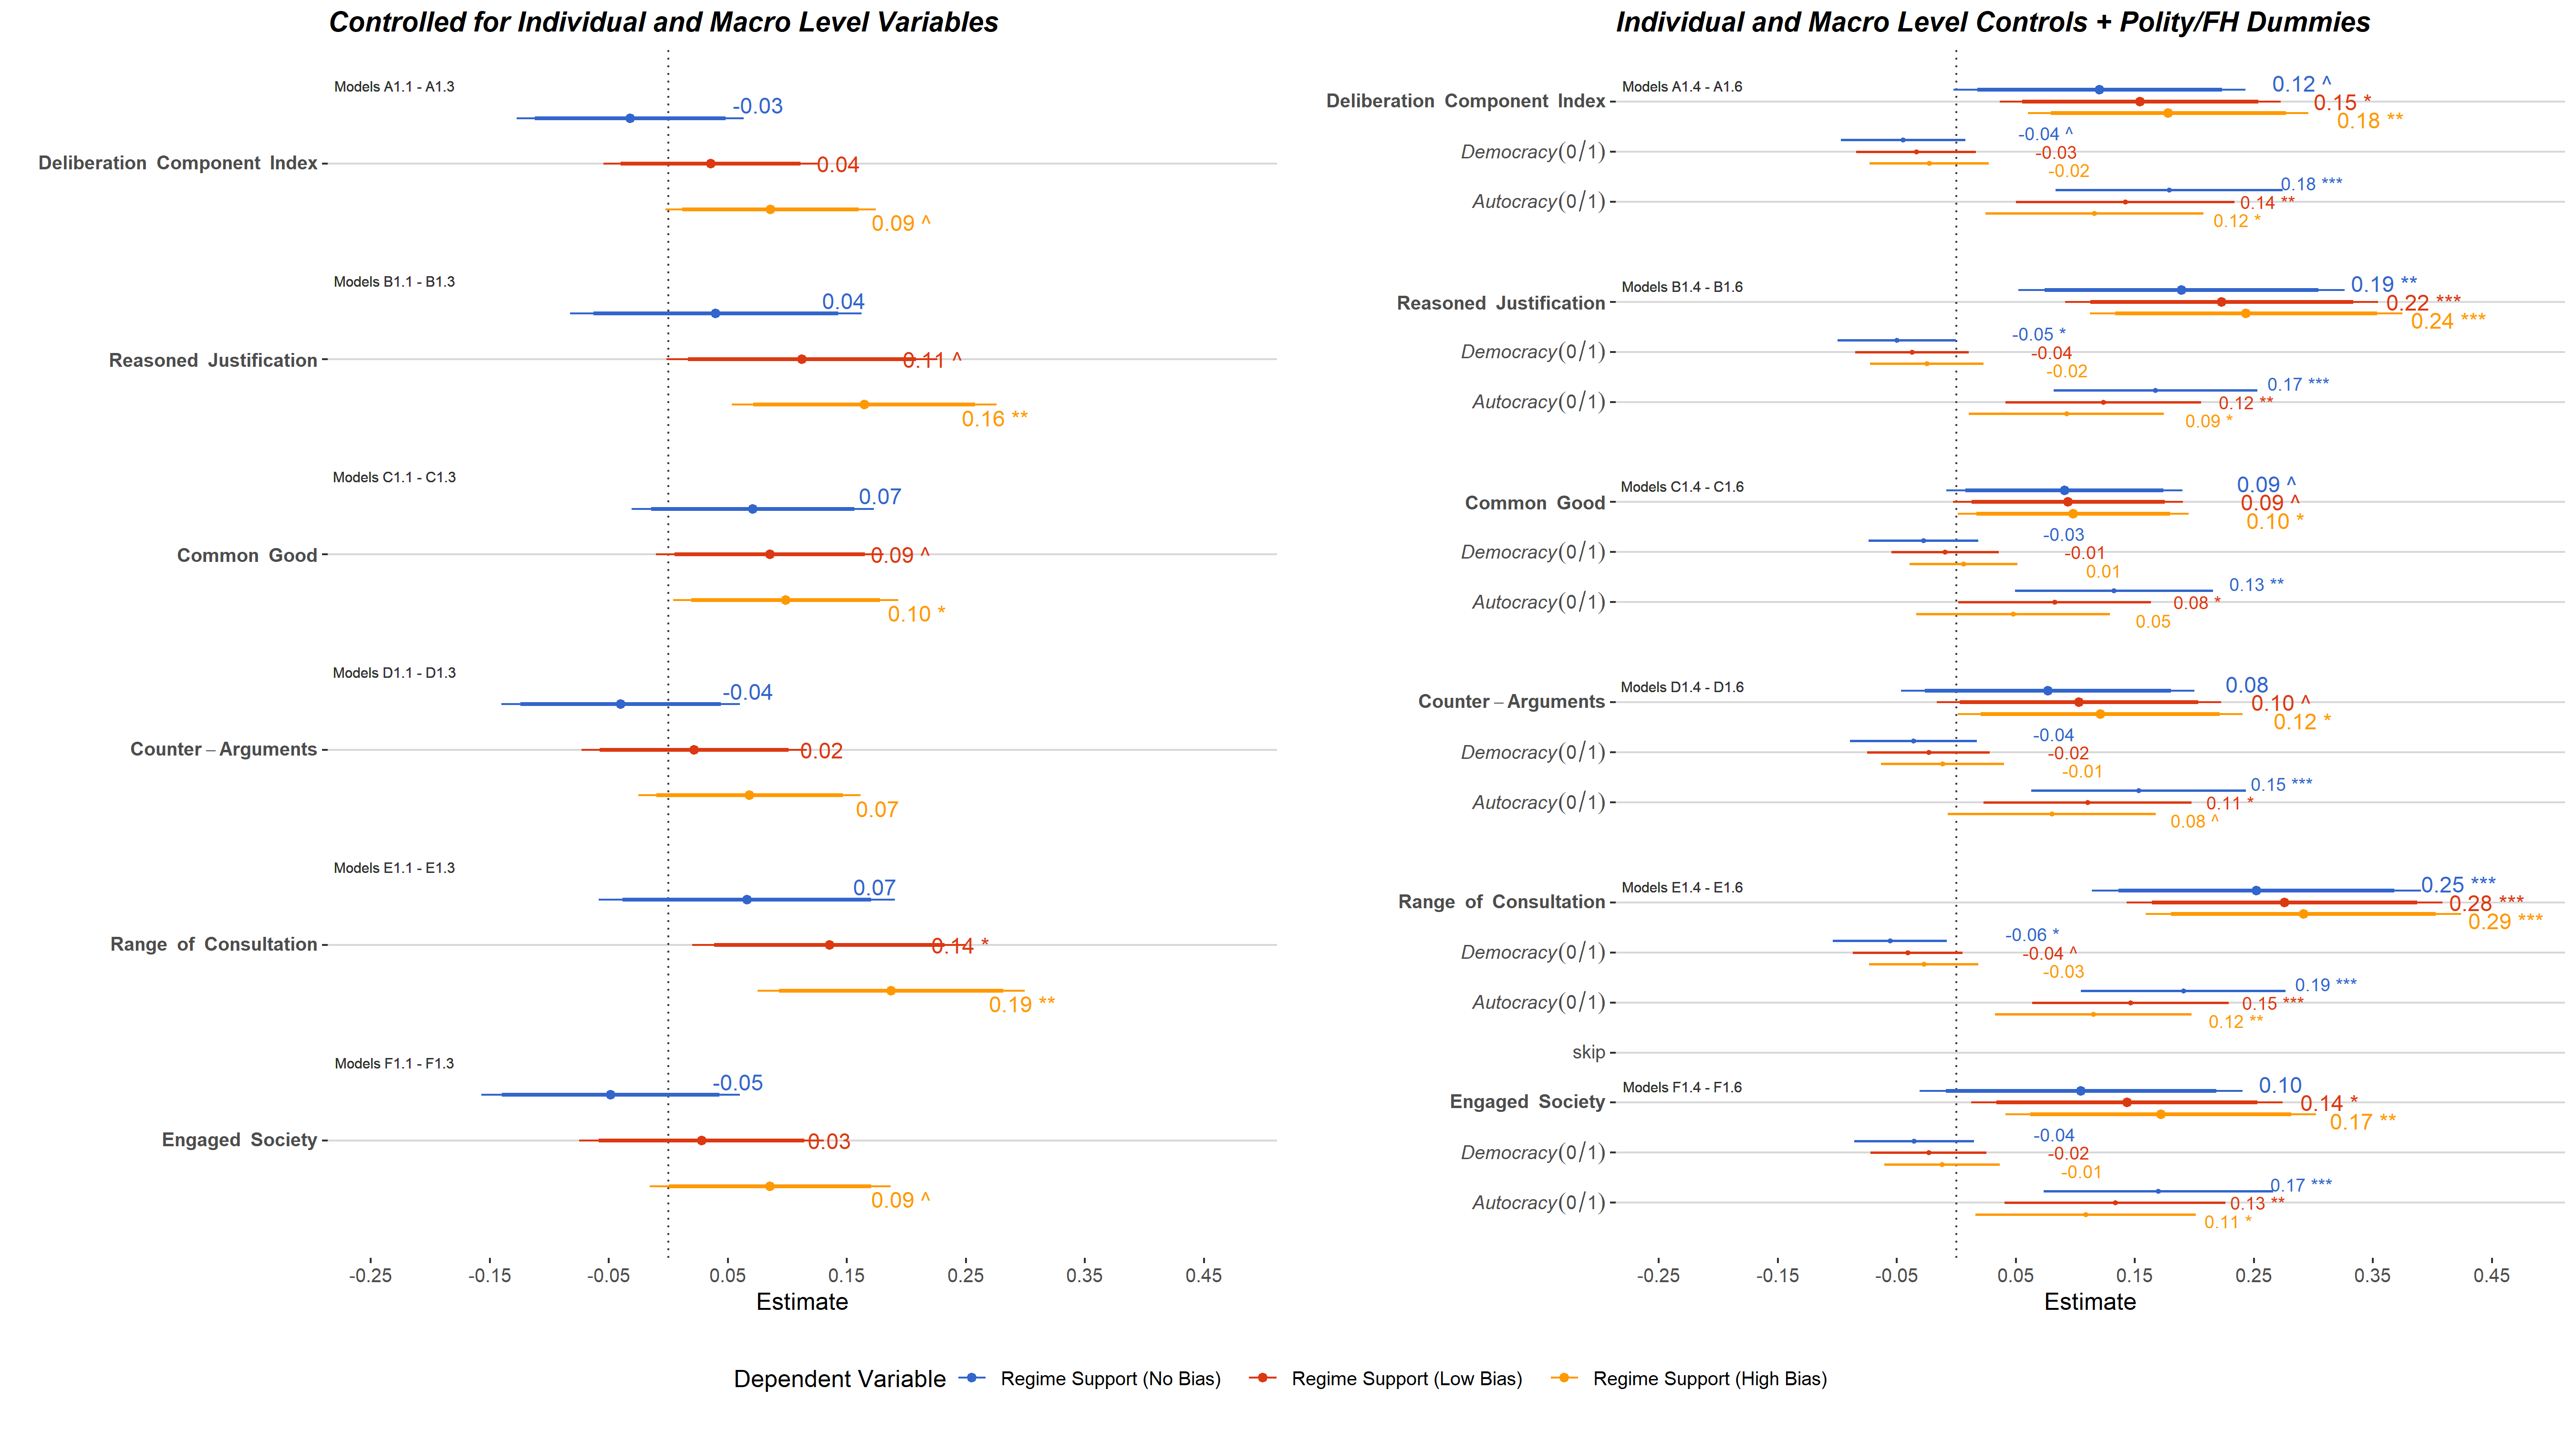 Controlled for Individual and Macro Level Variables
Models A1.1 - A1.3
-0.03
Deliberation Component Index
0.04
0.09 ^
Models B1.1 - B1.3
0.04
Reasoned Justification
0.11 ^
0.16 **
Models C1.1 - C1.3
0.07
Common Good
0.09 ^
0.10 *
Models D1.1 - D1.3
-0.04
Counter–Arguments
0.02
0.07
Models E1.1 - E1.3
0.07
Range of Consultation
0.14 *
0.19 **
Models F1.1 - F1.3
-0.05
Engaged Society
0.03
0.09 ^
-0.25 -0.15 -0.05 0.05 0.15 0.25 0.35 0.45
Estimate
Individual and Macro Level Controls + Polity/FH Dummies
Models A1.4 - A1.6
0.12 ^
Deliberation Component Index
0.15 *
0.18 **
-0.04 ^
Democracy(0/1)
-0.03
-0.02
0.18 ***
Autocracy(0/1)
0.14 **
0.12 *
Models B1.4 - B1.6
0.19 **
Reasoned Justification
0.22 ***
0.24 ***
-0.05 *
Democracy(0/1)
-0.04
-0.02
0.17 ***
Autocracy(0/1)
0.12 **
0.09 *
Models C1.4 - C1.6
0.09 ^
Common Good
0.09 ^
0.10 *
-0.03
Democracy(0/1)
-0.01
0.01
0.13 **
Autocracy(0/1)
0.08 *
0.05
Models D1.4 - D1.6
0.08
Counter–Arguments
0.10 ^
0.12 *
-0.04
Democracy(0/1)
-0.02
-0.01
0.15 ***
Autocracy(0/1)
0.11 *
0.08 ^
Models E1.4 - E1.6
0.25 ***
Range of Consultation
0.28 ***
0.29 ***
-0.06 *
Democracy(0/1)
-0.04 ^
-0.03
0.19 ***
Autocracy(0/1)
0.15 ***
0.12 **
skip
Models F1.4 - F1.6
0.10
Engaged Society
0.14 *
0.17 **
-0.04
Democracy(0/1)
-0.02
-0.01
0.17 ***
Autocracy(0/1)
0.13 **
0.11 *
-0.25 -0.15 -0.05 0.05 0.15 0.25 0.35 0.45
Estimate
Dependent Variable Regime Support (No Bias) Regime Support (Low Bias) Regime Support (High Bias)